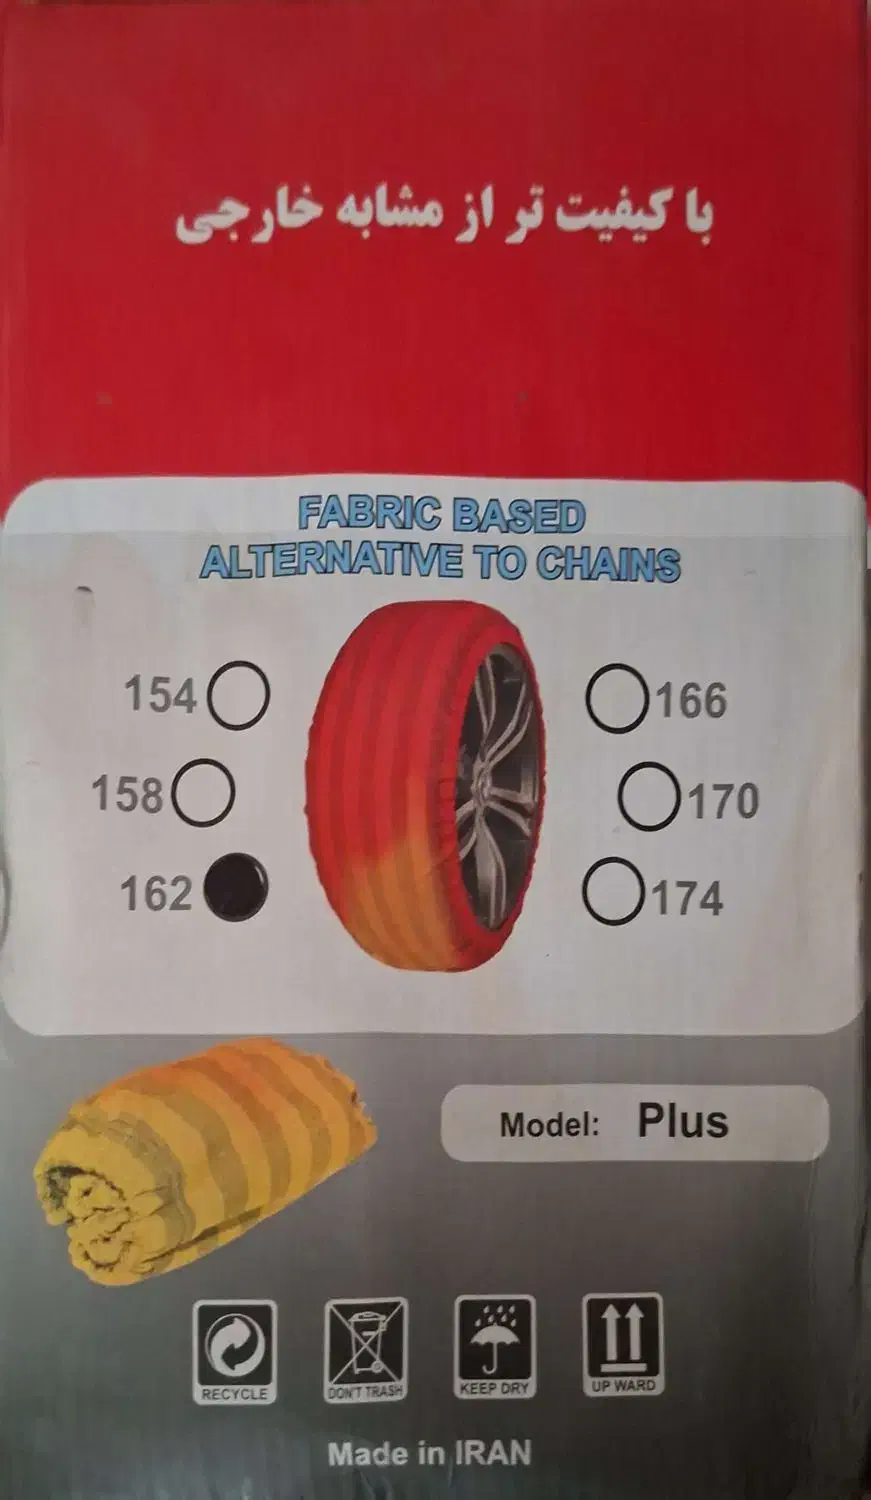 با کیفیت تر از مشابه خارجی
FABRIC BASED
ALTERNATIVE TO CHAINS
154
166
158
170
162
174
Model: Plus
RECYCLE
DON'T TRASH
KEEP DRY
UP WARD
Made in IRAN